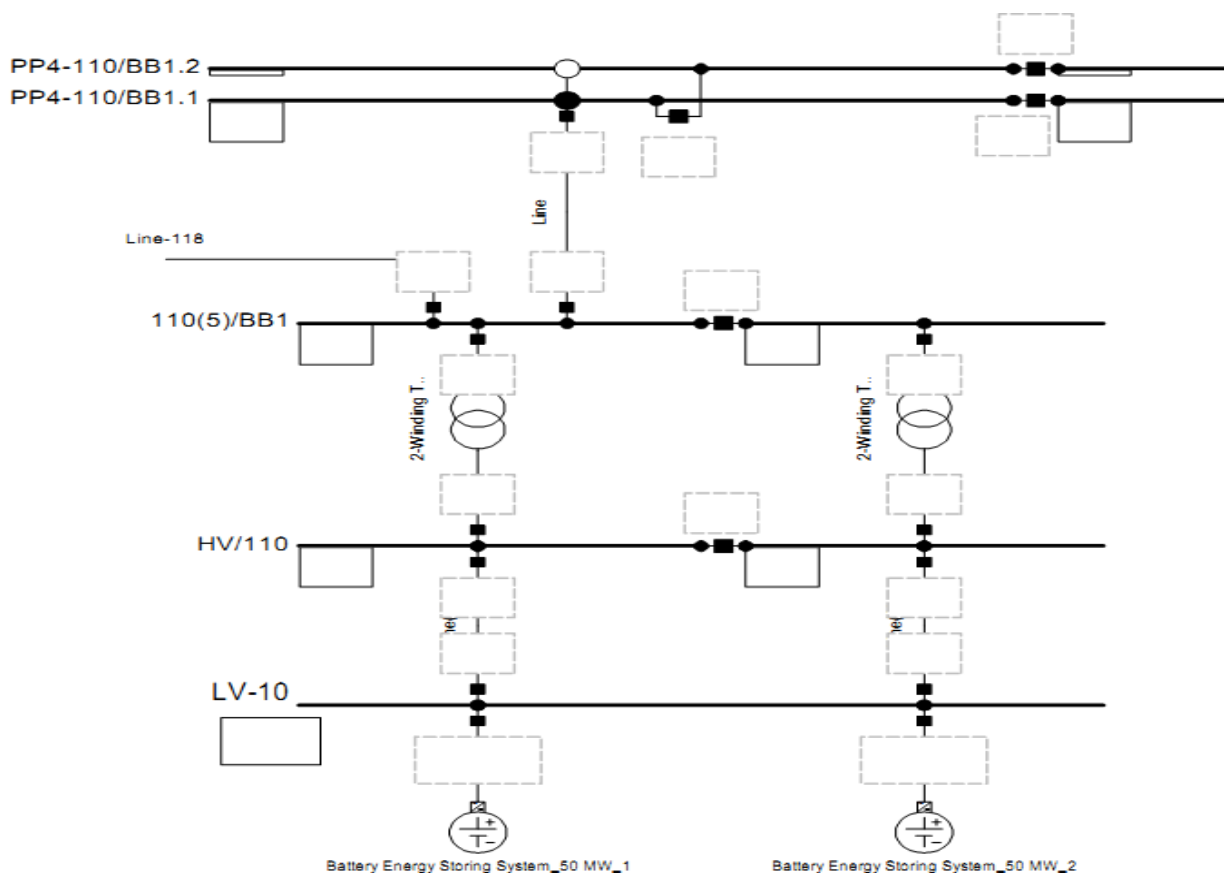 PP4-110/BB1.2
PP4-110/BB1.1
Line
Line-118
110(5)/BB1
2-Winding T..
2-Winding T..
HV/110
LV-10
Battery Energy Storing System_50 MW_1
Battery Energy Storing System_50 MW_2